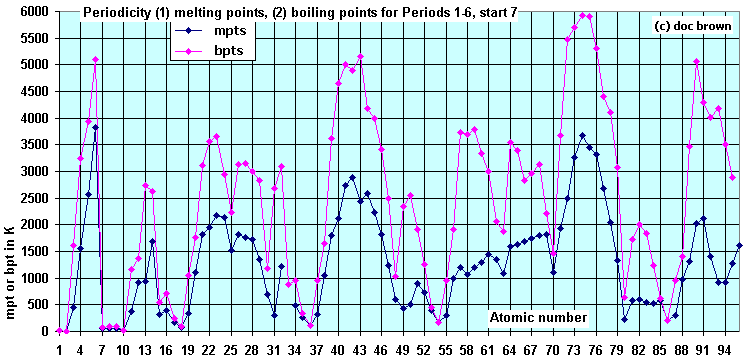 Periodicity (1) melting points, (2) boiling points for Periods 1-6, start 7
mpts
bpts
(c) doc brown
6000
5500
5000
4500
4000
3500
3000
2500
2000
1500
1000
500
0
mpt or bpt in K
Atomic number
1 4 7 10 13 16 19 22 25 28 31 34 37 40 43 46 49 52 55 58 61 64 67 70 73 76 79 82 85 88 91 94